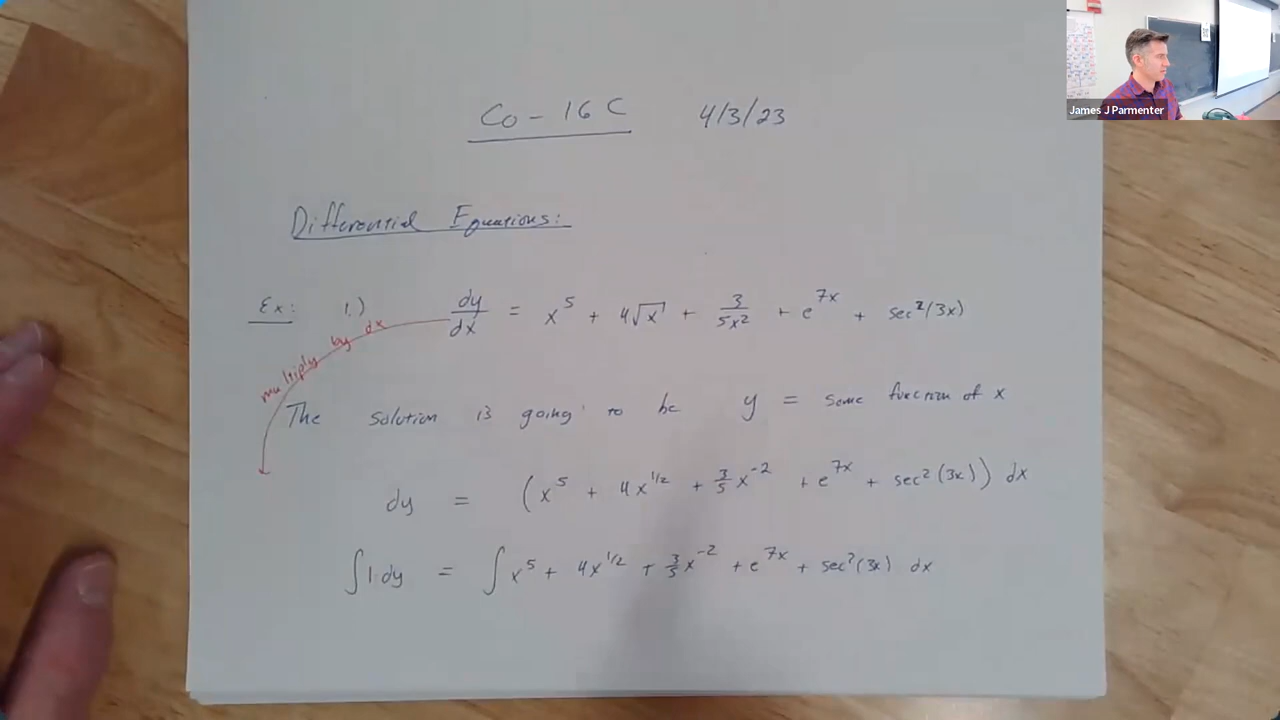 Co - 16 C 4/3/23
James J Parmenter
Differential Equations:
Ex: 1.) dy/dx = x^5 + 4√x + 3/(5x^2) + e^(7x) + sec^2(3x)
multiply by dx
The solution is going to be y = some function of x
dy = (x^5 + 4x^(1/2) + 3/5 x^(-2) + e^(7x) + sec^2(3x)) dx
∫1 dy = ∫x^5 + 4x^(1/2) + 3/5 x^(-2) + e^(7x) + sec^2(3x) dx